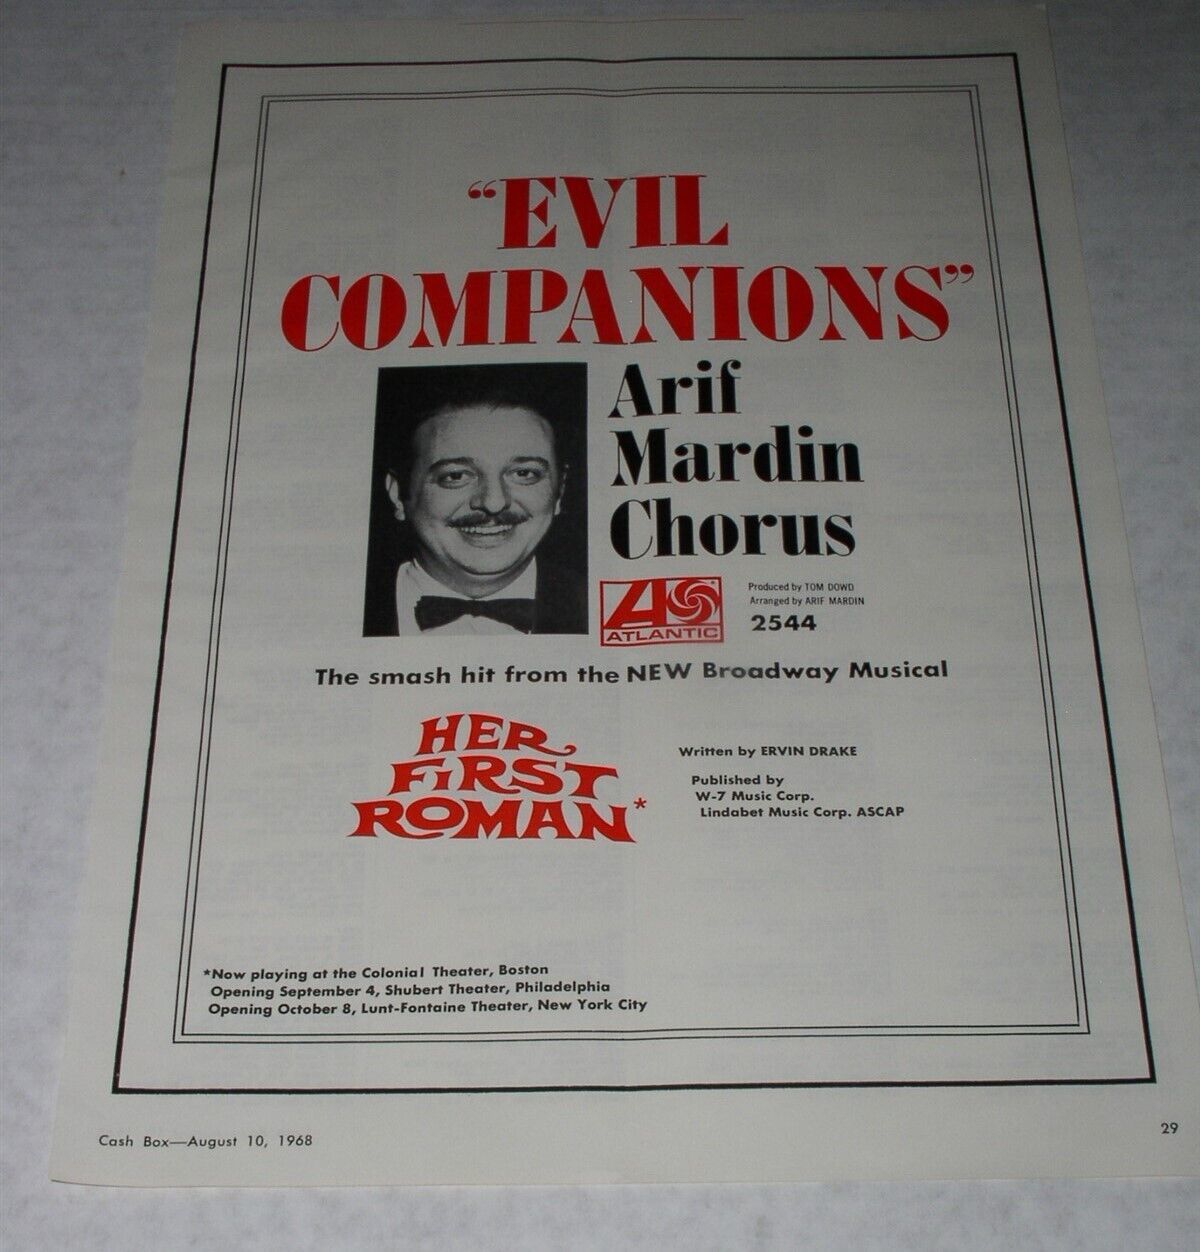 “EVIL
COMPANIONS”
Arif
Mardin
Chorus
ATLANTIC
Produced by TOM DOWD
Arranged by ARIF MARDIN
2544
The smash hit from the NEW Broadway Musical
HER
FiRST
ROMAN*
Written by ERVIN DRAKE
Published by
W-7 Music Corp.
Lindabet Music Corp. ASCAP
*Now playing at the Colonial Theater, Boston
Opening September 4, Shubert Theater, Philadelphia
Opening October 8, Lunt-Fontaine Theater, New York City
Cash Box—August 10, 1968
29